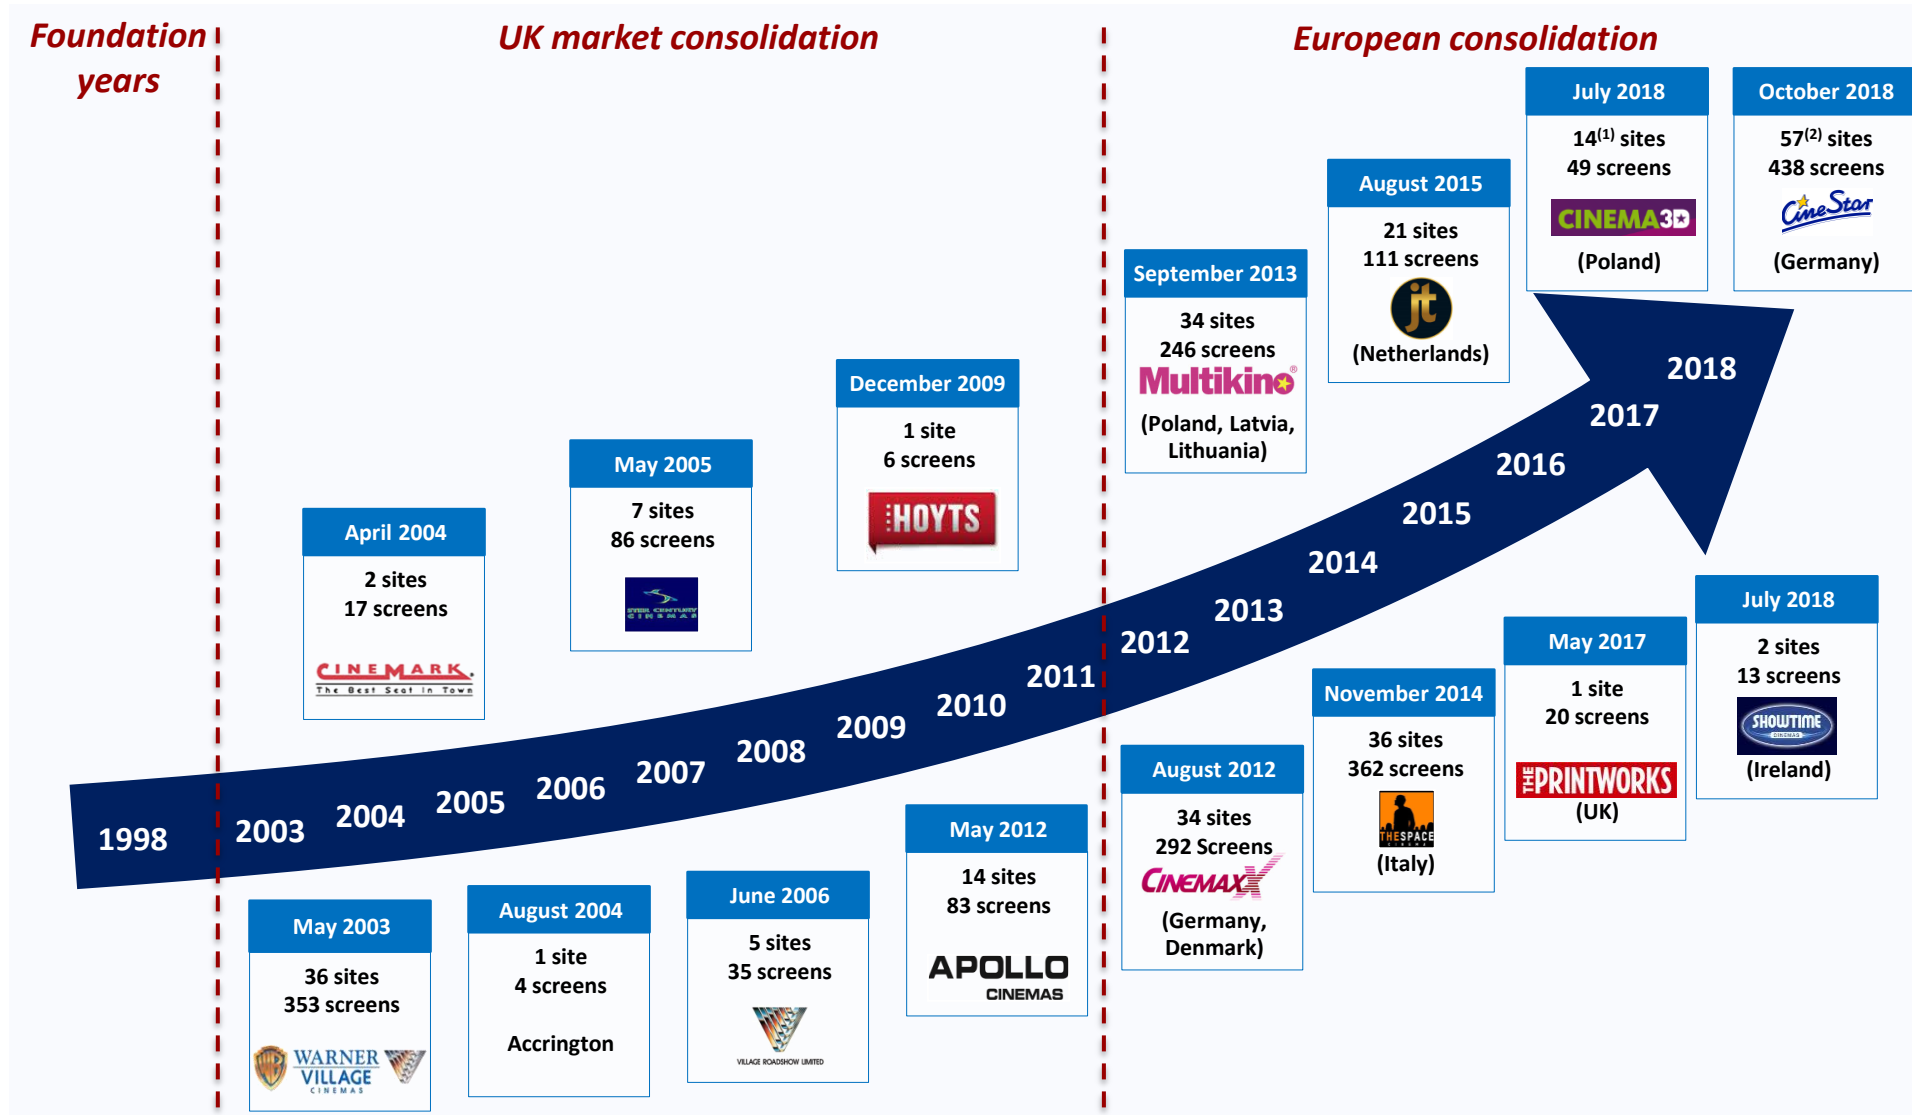 Foundation
years
UK market consolidation
European consolidation
July 2018
14(1) sites
49 screens
CINEMA3D
(Poland)
October 2018
57(2) sites
438 screens
CineStar
(Germany)
August 2015
21 sites
111 screens
jt
(Netherlands)
September 2013
34 sites
246 screens
Multikino®
(Poland, Latvia,
Lithuania)
December 2009
1 site
6 screens
HOYTS
May 2005
7 sites
86 screens
STER CENTURY
CINEMAS
April 2004
2 sites
17 screens
CINEMARK.
The Best Seat In Town
1998
2003
2004
2005
2006
2007
2008
2009
2010
2011
2012
2013
2014
2015
2016
2017
2018
May 2003
36 sites
353 screens
WB
WARNER
VILLAGE
CINEMAS
August 2004
1 site
4 screens
Accrington
June 2006
5 sites
35 screens
VILLAGE ROADSHOW LIMITED
May 2012
14 sites
83 screens
APOLLO
CINEMAS
August 2012
34 sites
292 Screens
CINEMAXX
(Germany,
Denmark)
November 2014
36 sites
362 screens
THESPACE
CINEMA
(Italy)
May 2017
1 site
20 screens
THE PRINTWORKS
(UK)
July 2018
2 sites
13 screens
SHOWTIME
CINEMAS
(Ireland)